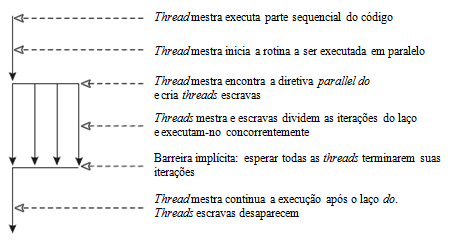 Thread mestra executa parte sequencial do código
Thread mestra inicia a rotina a ser executada em paralelo
Thread mestra encontra a diretiva parallel do
e cria threads escravas
Threads mestra e escravas dividem as iterações do laço
e executam-no concorrentemente
Barreira implícita: esperar todas as threads terminarem suas
iterações
Thread mestra continua a execução após o laço do.
Threads escravas desaparecem